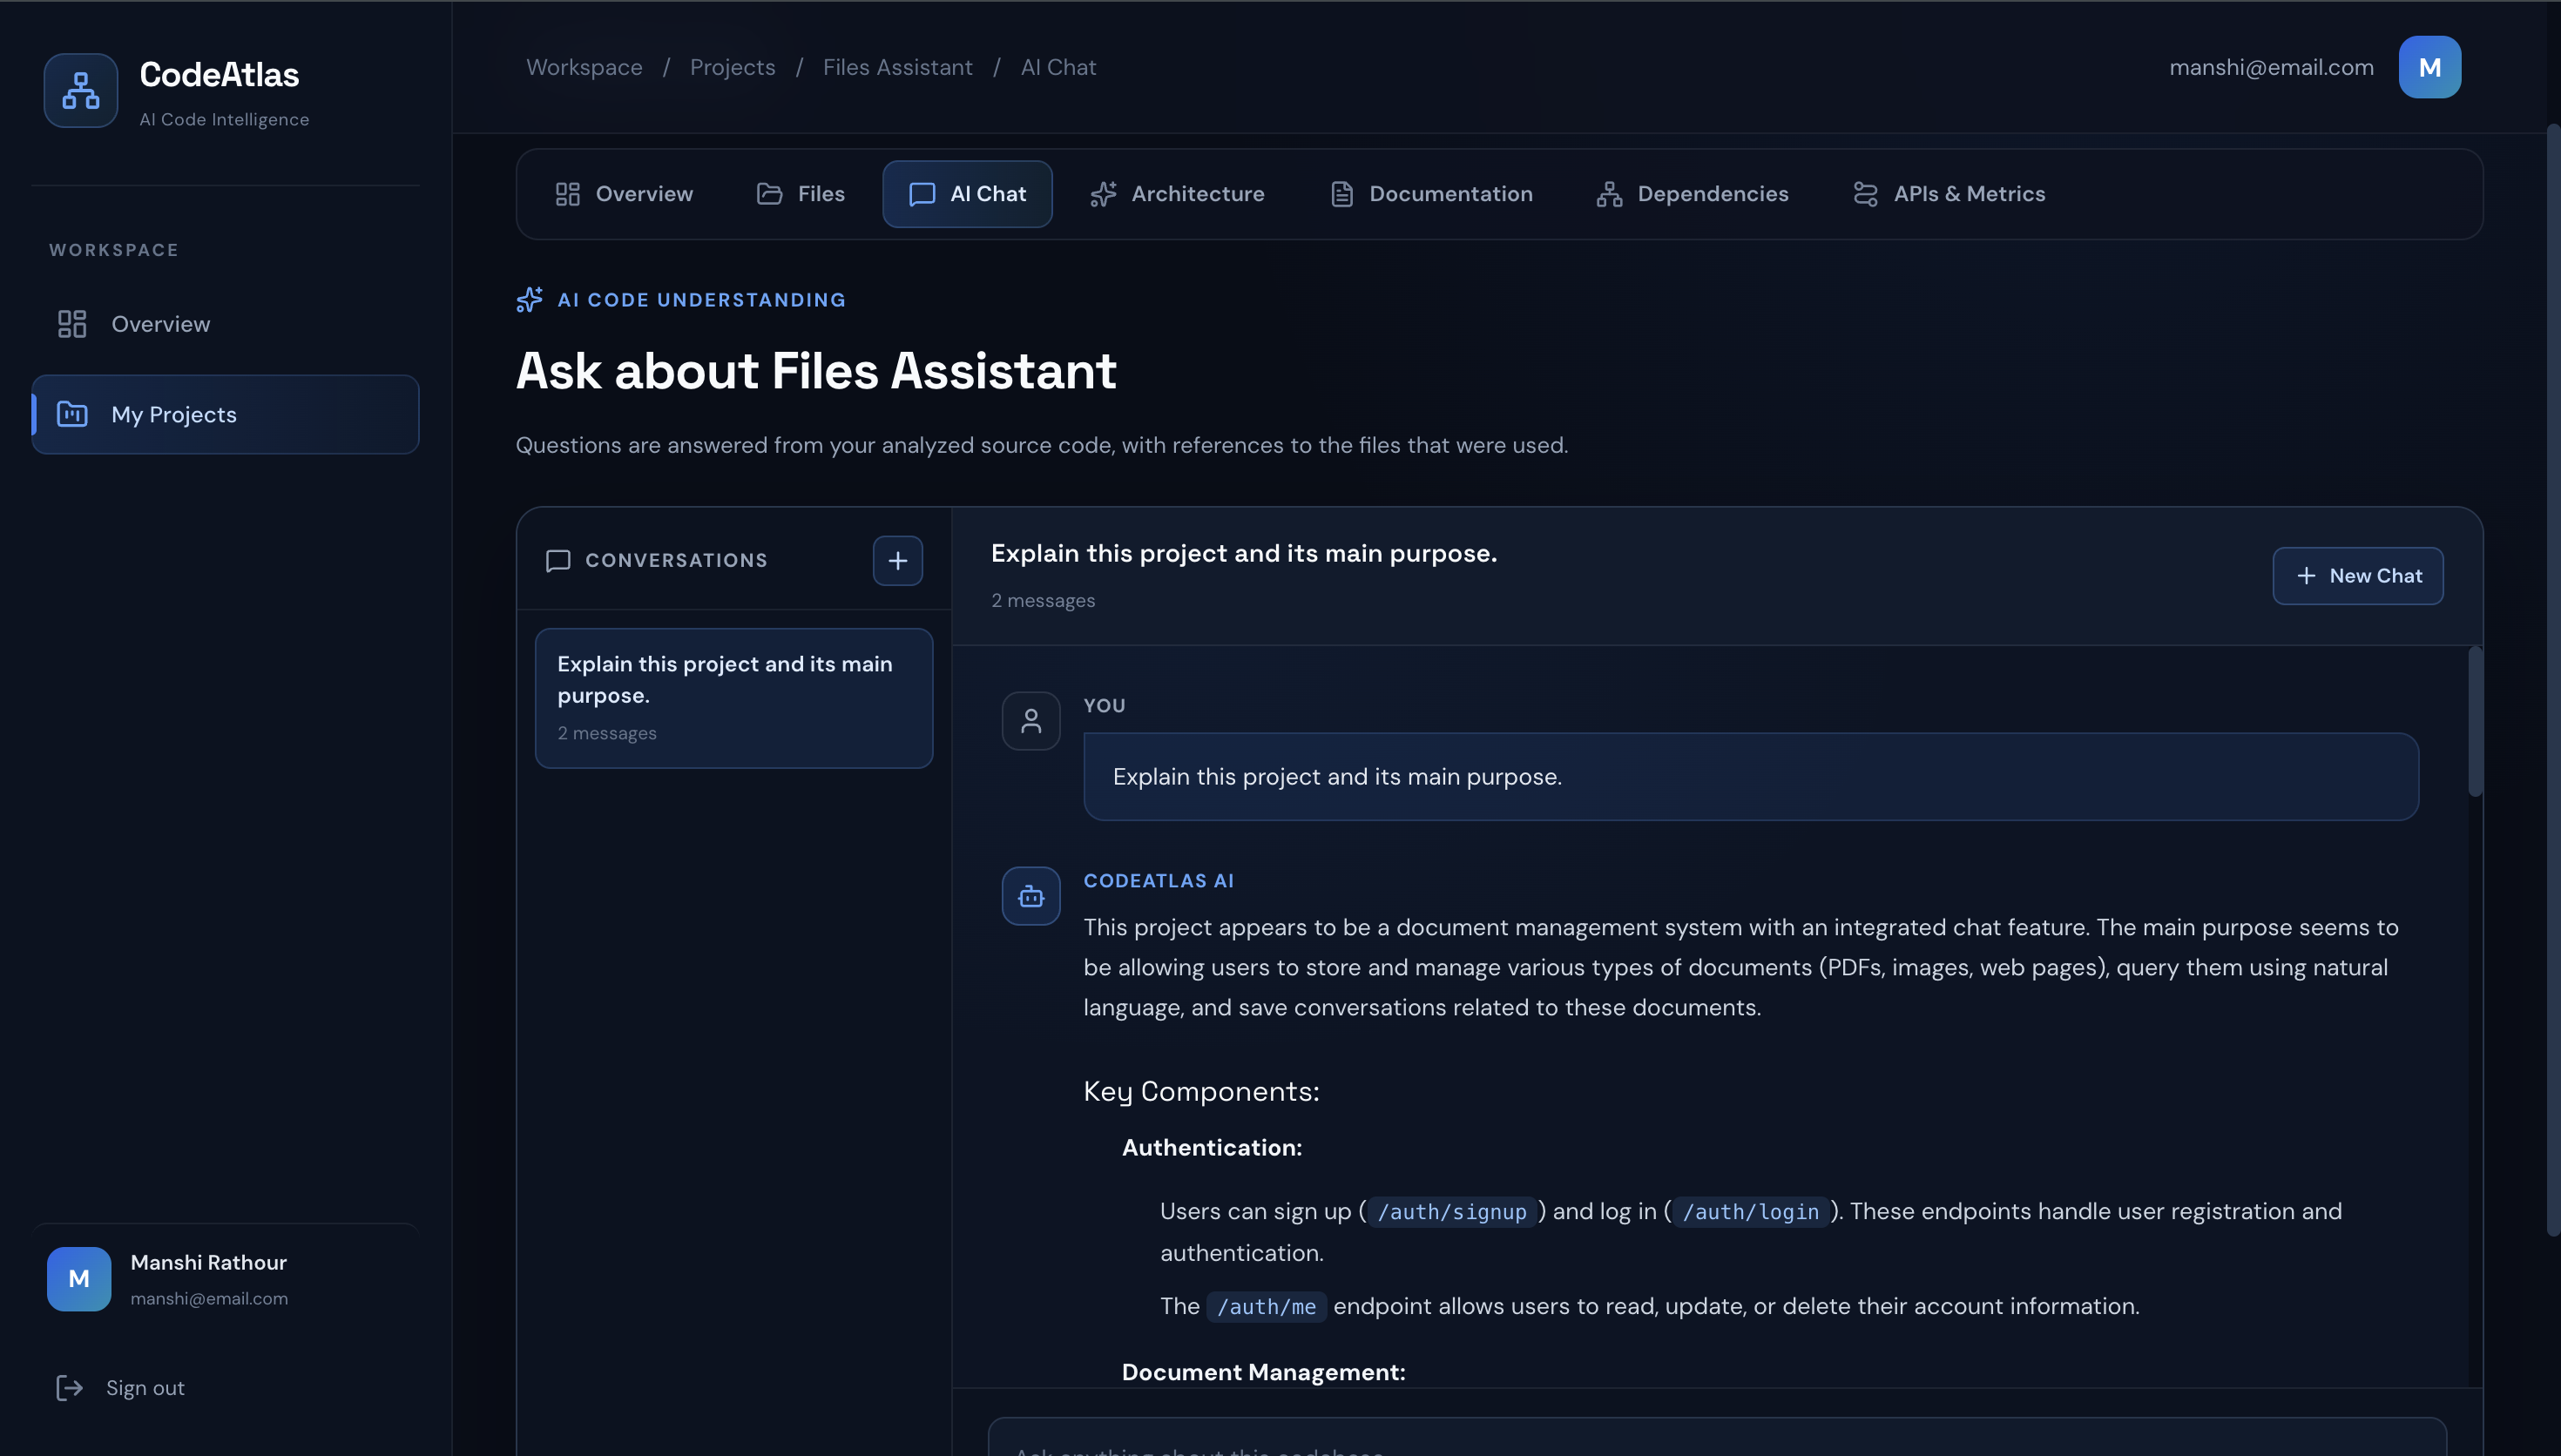 CodeAtlas
AI Code Intelligence
WORKSPACE
Overview
My Projects
M
Manshi Rathour
manshi@email.com
Sign out
Workspace / Projects / Files Assistant / AI Chat
manshi@email.com
M
Overview
Files
AI Chat
Architecture
Documentation
Dependencies
APIs & Metrics
AI CODE UNDERSTANDING
Ask about Files Assistant
Questions are answered from your analyzed source code, with references to the files that were used.
CONVERSATIONS
Explain this project and its main
purpose.
2 messages
Explain this project and its main purpose.
2 messages
New Chat
YOU
Explain this project and its main purpose.
CODEATLAS AI
This project appears to be a document management system with an integrated chat feature. The main purpose seems to
be allowing users to store and manage various types of documents (PDFs, images, web pages), query them using natural
language, and save conversations related to these documents.
Key Components:
Authentication:
Users can sign up ( /auth/signup ) and log in ( /auth/login ). These endpoints handle user registration and
authentication.
The /auth/me endpoint allows users to read, update, or delete their account information.
Document Management:
Ask anything about this codebase